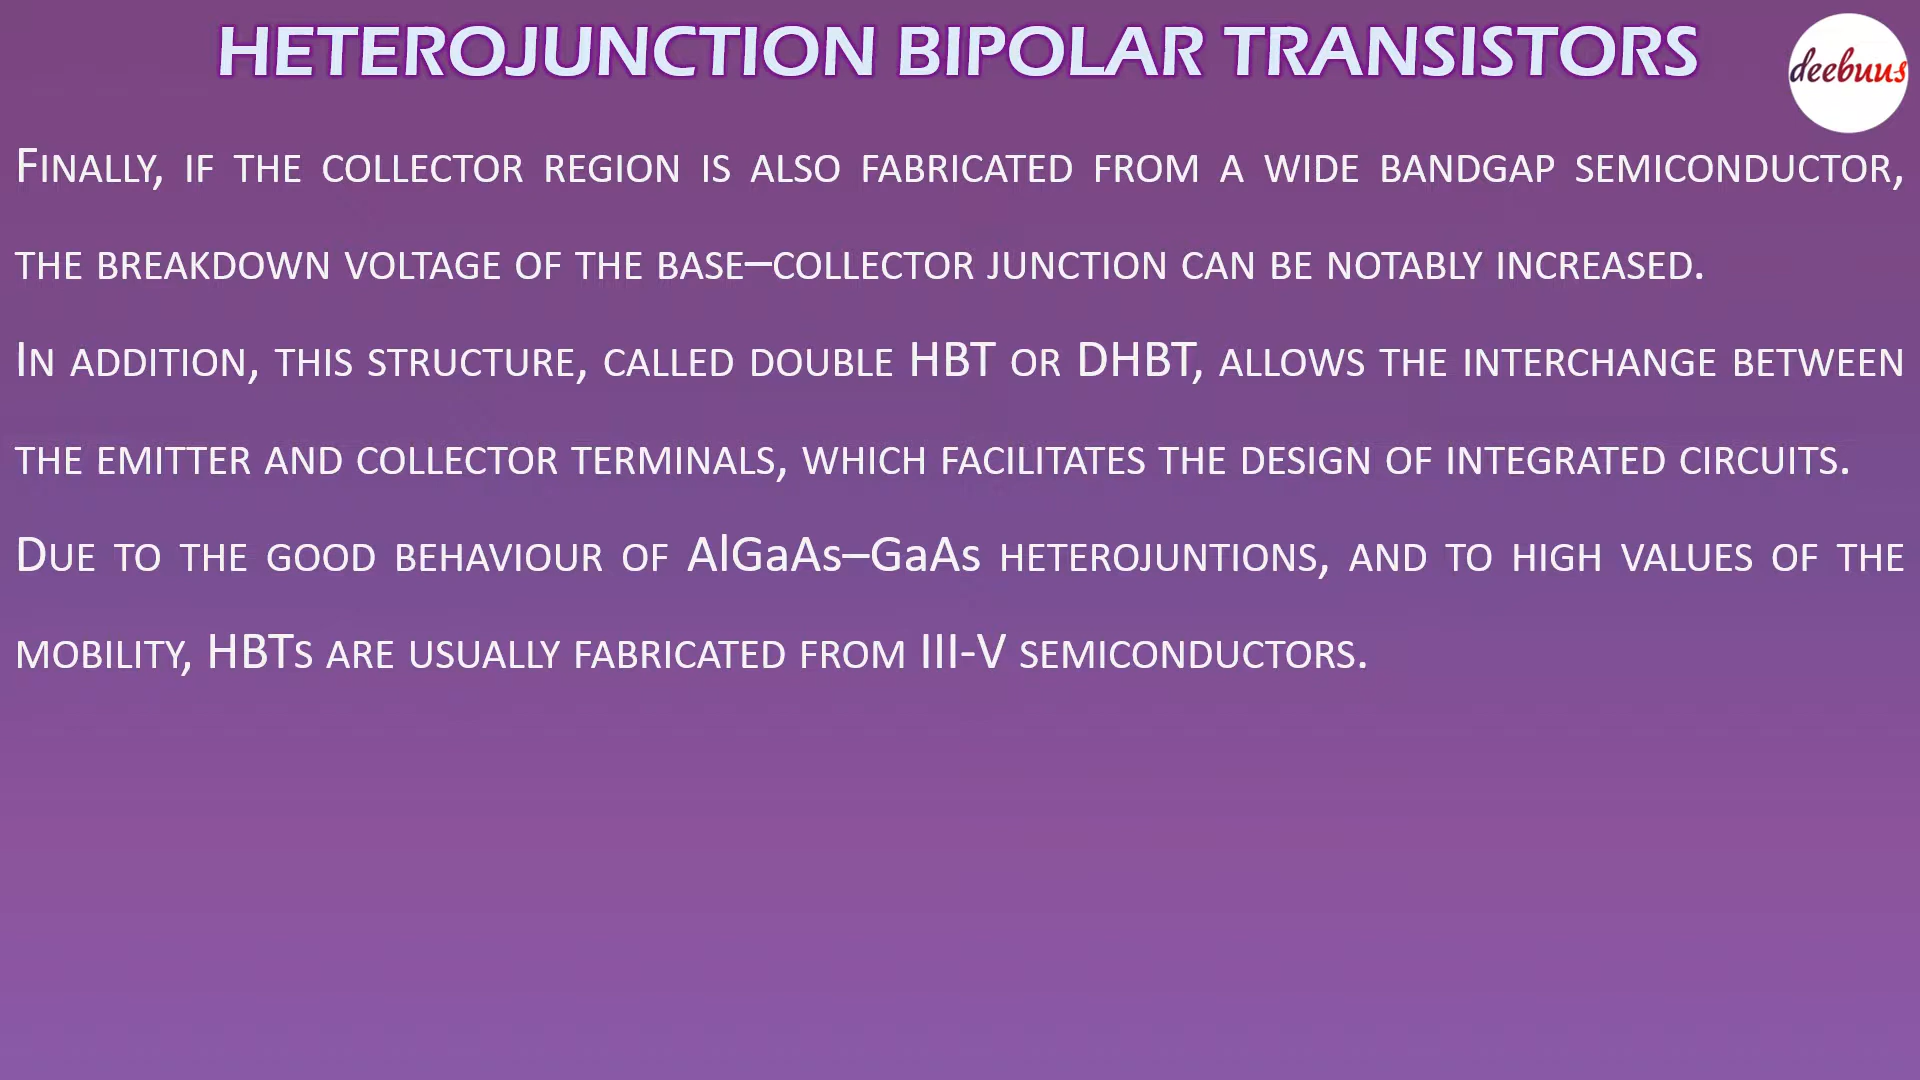 HETEROJUNCTION BIPOLAR TRANSISTORS
deebuus
Finally, if the collector region is also fabricated from a wide bandgap semiconductor,
the breakdown voltage of the base–collector junction can be notably increased.
In addition, this structure, called double HBT or DHBT, allows the interchange between
the emitter and collector terminals, which facilitates the design of integrated circuits.
Due to the good behaviour of AlGaAs–GaAs heterojuntions, and to high values of the
mobility, HBTs are usually fabricated from III-V semiconductors.